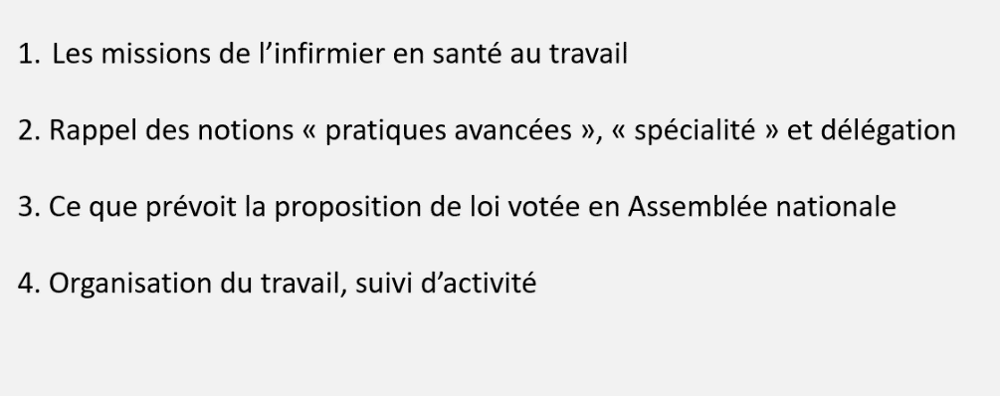 1. Les missions de l’infirmier en santé au travail
2. Rappel des notions « pratiques avancées », « spécialité » et délégation
3. Ce que prévoit la proposition de loi votée en Assemblée nationale
4. Organisation du travail, suivi d’activité